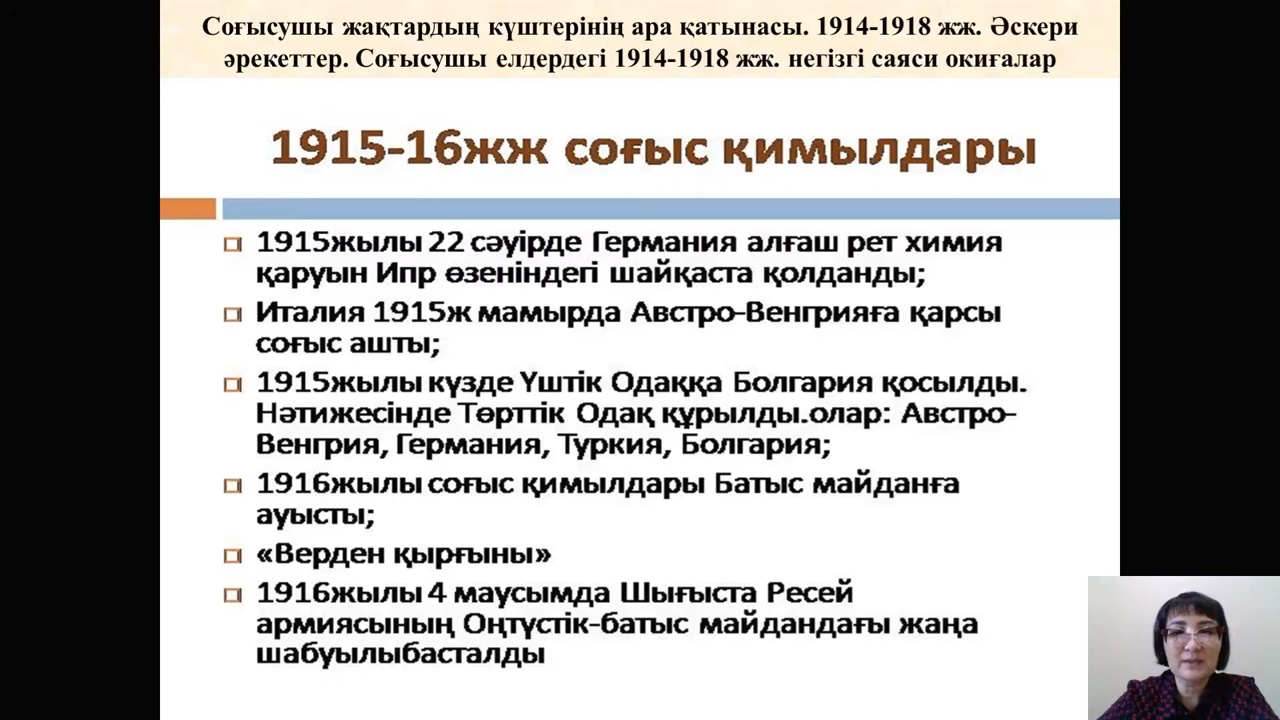 Соғысушы жақтардың күштерінің ара қатынасы. 1914-1918 жж. Әскери
әрекеттер. Соғысушы елдердегі 1914-1918 жж. негізгі саяси оқиғалар
1915-16жж соғыс қимылдары
1915жылы 22 сәуірде Германия алғаш рет химия
қаруын Ипр өзеніндегі шайқаста қолданды;
Италия 1915ж мамырда Австро-Венгрияға қарсы
соғыс ашты;
1915жылы күзде Үштік Одаққа Болгария қосылды.
Нәтижесінде Төрттік Одақ құрылды.олар: Австро-
Венгрия, Германия, Туркия, Болгария;
1916жылы соғыс қимылдары Батыс майданға
ауысты;
«Верден қырғыны»
1916жылы 4 маусымда Шығыста Ресей
армиясының Оңтүстік-батыс майдандағы жаңа
шабуылыбасталды